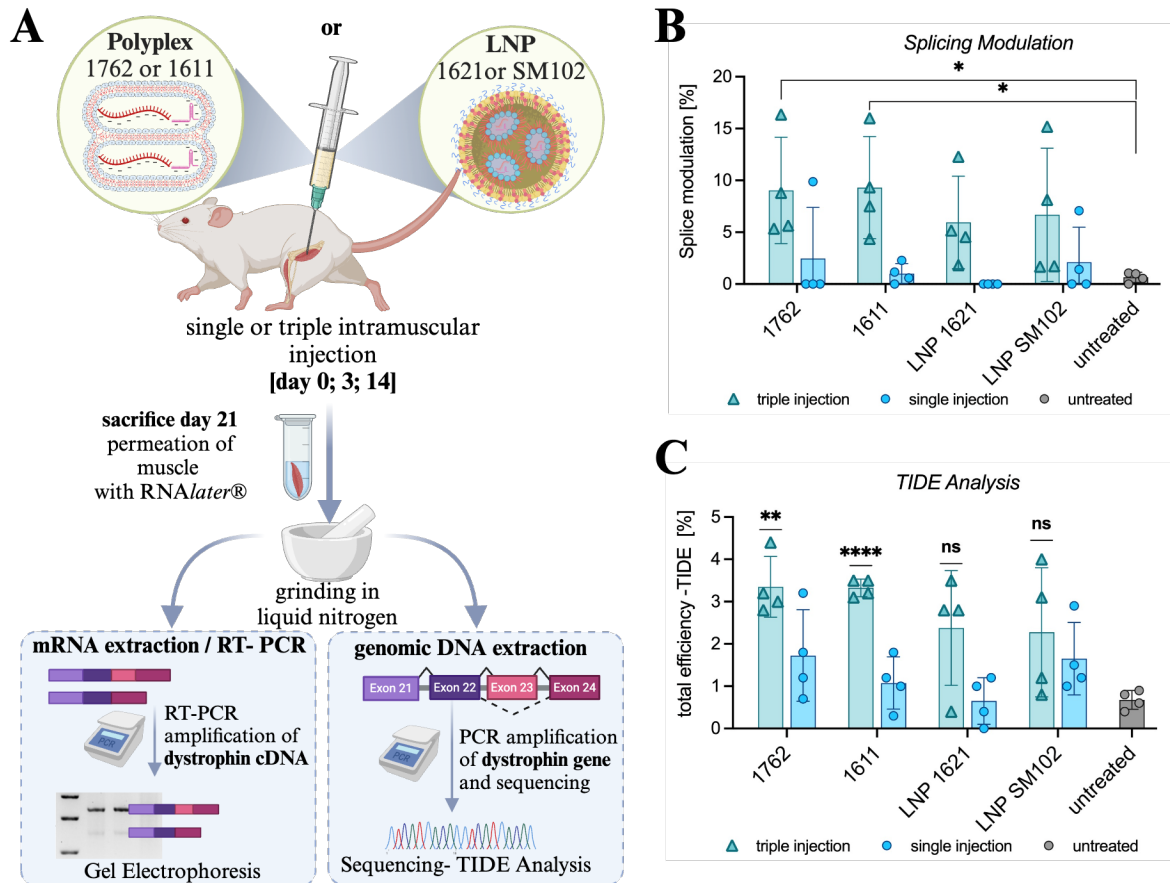 A
or
Polyplex
1762 or 1611
LNP
1621or SM102
single or triple intramuscular
injection
[day 0; 3; 14]
sacrifice day 21
permeation of
muscle
with RNAlater®
grinding in
liquid nitrogen
mRNA extraction / RT- PCR
RT-PCR
amplification of
dystrophin cDNA
PCR
Gel Electrophoresis
genomic DNA extraction
Exon 21 Exon 22 Exon 23 Exon 24
PCR amplification
of dystrophin gene
and sequencing
PCR
Sequencing- TIDE Analysis
B
Splicing Modulation
*
*
Splice modulation [%]
20
15
10
5
0
1762
1611
LNP 1621
LNP SM102
untreated
triple injection single injection untreated
C
TIDE Analysis
total efficiency -TIDE [%]
5
4
3
2
1
0
** **** ns ns
1762
1611
LNP 1621
LNP SM102
untreated
triple injection single injection untreated